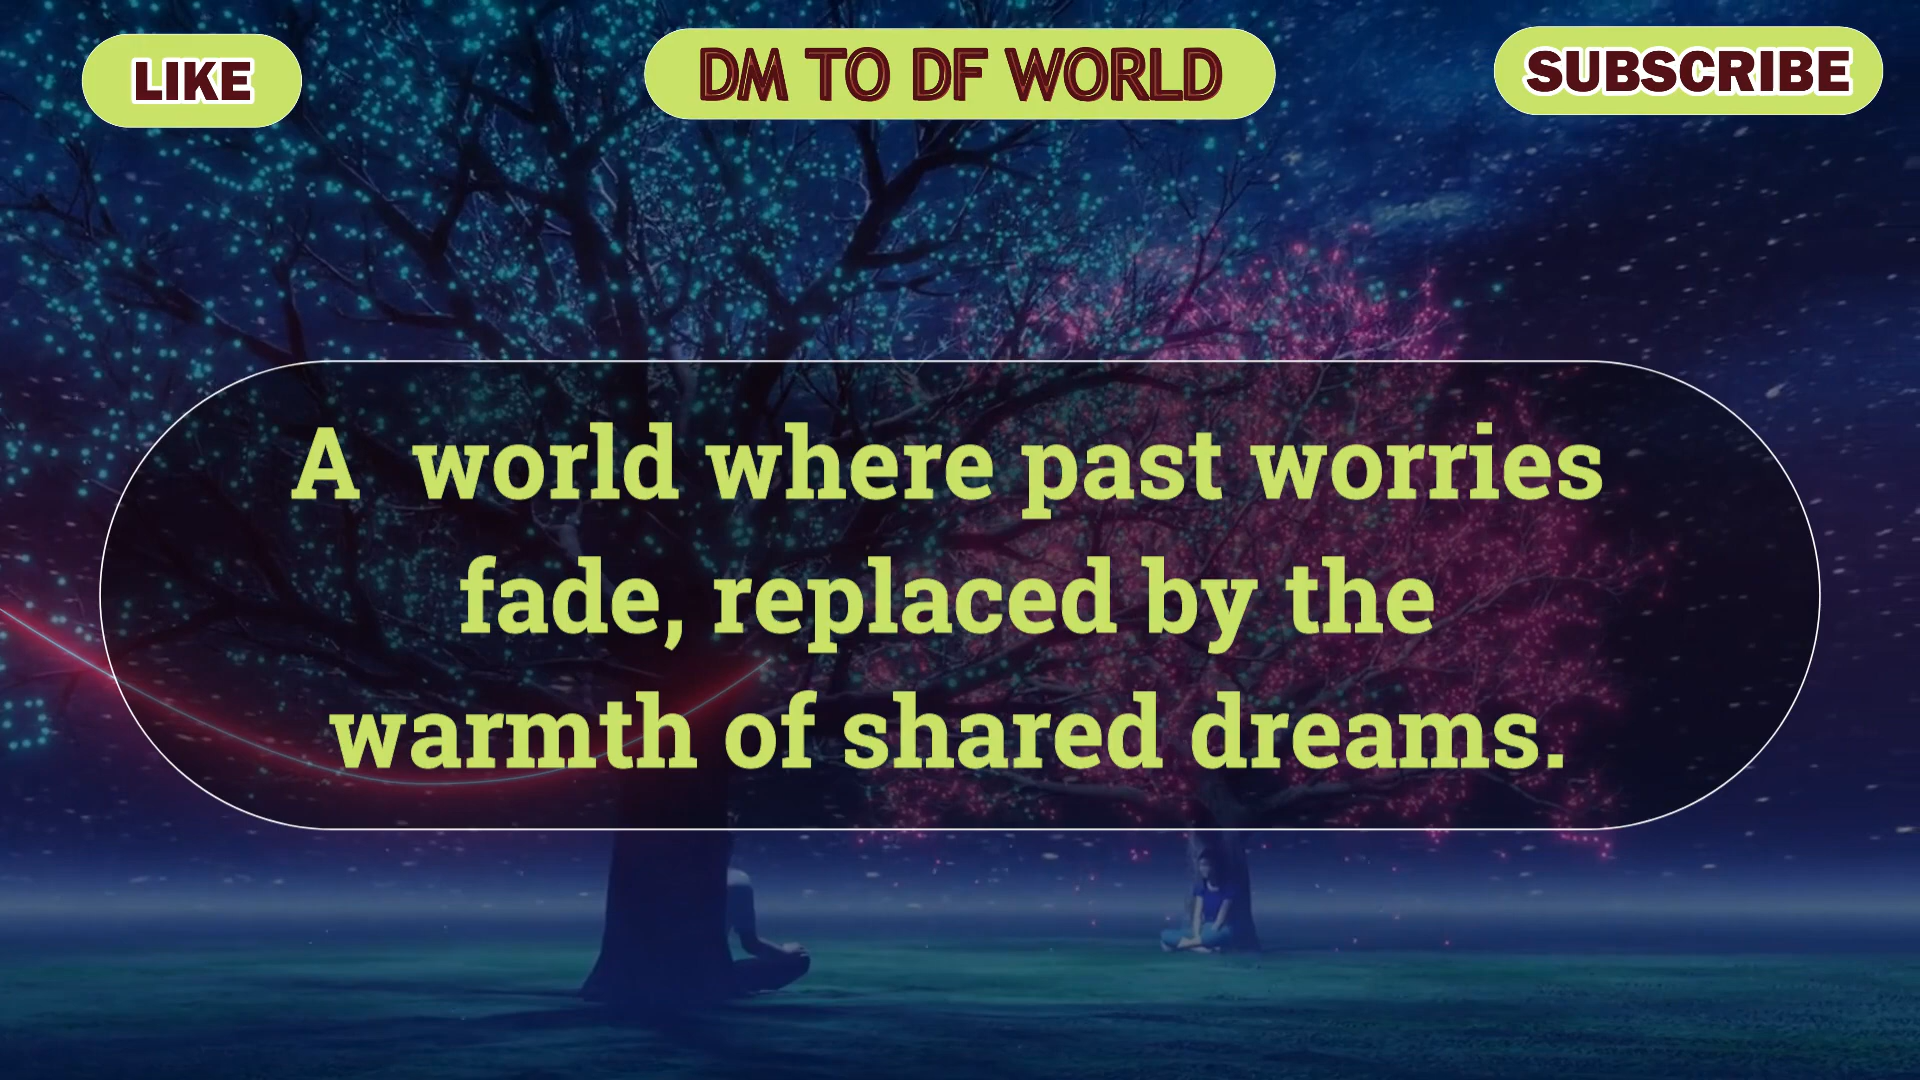 LIKE
DM TO DF WORLD
SUBSCRIBE
A world where past worries
fade, replaced by the
warmth of shared dreams.